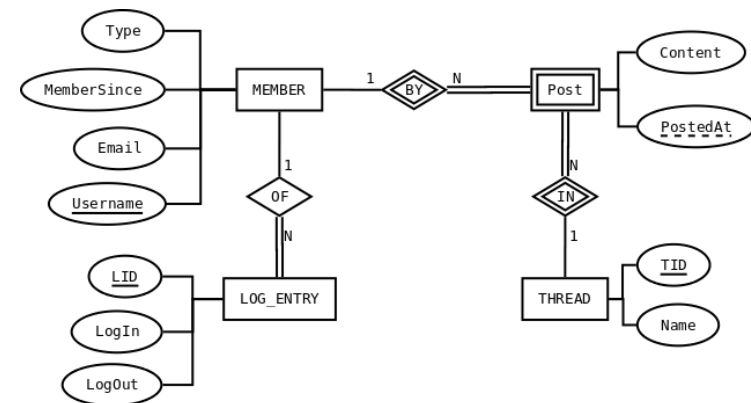 Type
MemberSince
Email
Username
MEMBER
1
BY
N
Post
Content
PostedAt
1
OF
N
N
IN
1
LID
LogIn
LogOut
LOG_ENTRY
THREAD
TID
Name